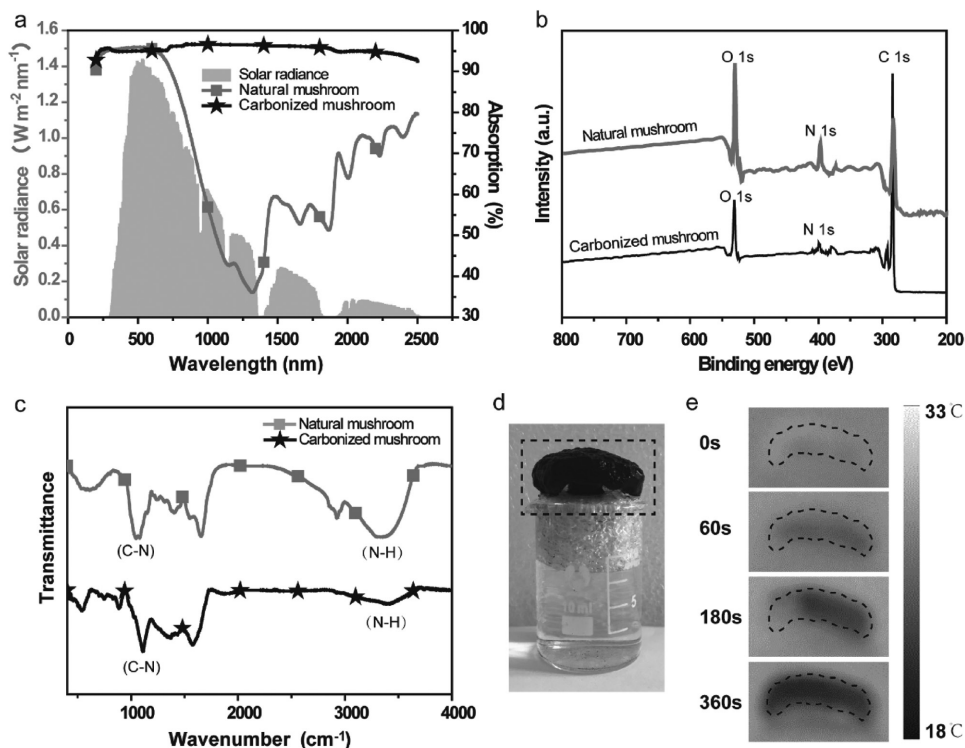 a
Solar radiance (W m⁻² nm⁻¹)
1.6
1.4
1.2
1.0
0.8
0.6
0.4
0.2
0.0
100
90
80
70
60
50
40
30
Absorption (%)
Solar radiance
Natural mushroom
Carbonized mushroom
0 500 1000 1500 2000 2500
Wavelength (nm)
b
Intensity (a.u.)
O 1s
C 1s
N 1s
Natural mushroom
O 1s
N 1s
Carbonized mushroom
800 700 600 500 400 300 200
Binding energy (eV)
c
Transmittance
Natural mushroom
Carbonized mushroom
(C-N)
(N-H)
(N-H)
(C-N)
1000 2000 3000 4000
Wavenumber (cm⁻¹)
d
10 ml
5
e
0s
60s
180s
360s
33℃
18℃